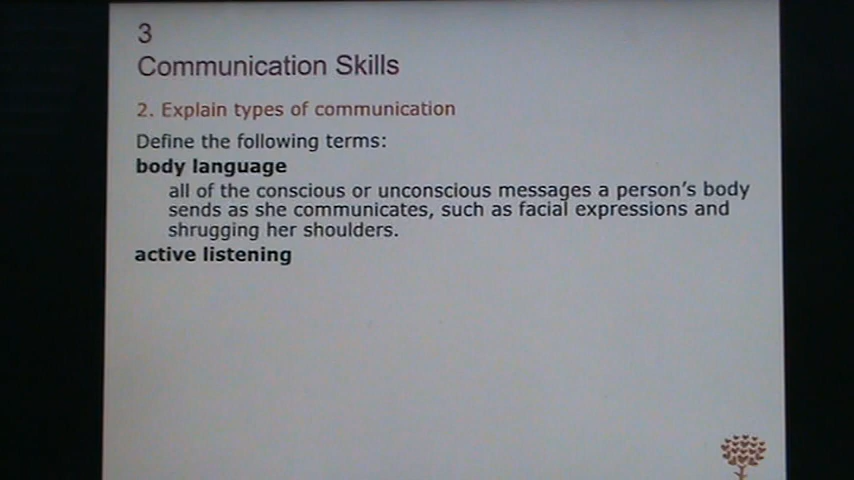 3
Communication Skills
2. Explain types of communication
Define the following terms:
body language
all of the conscious or unconscious messages a person's body
sends as she communicates, such as facial expressions and
shrugging her shoulders.
active listening